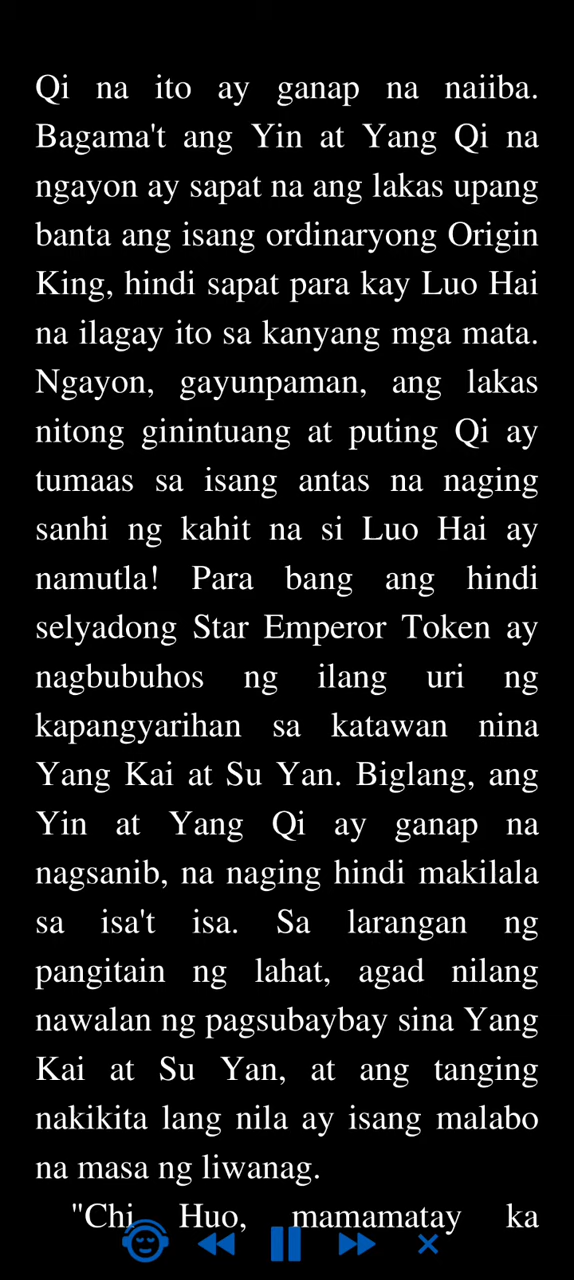 Qi na ito ay ganap na naiiba.
Bagama't ang Yin at Yang Qi na
ngayon ay sapat na ang lakas upang
banta ang isang ordinaryong Origin
King, hindi sapat para kay Luo Hai
na ilagay ito sa kanyang mga mata.
Ngayon, gayunpaman, ang lakas
nitong ginintuang at puting Qi ay
tumaas sa isang antas na naging
sanhi ng kahit na si Luo Hai ay
namutla! Para bang ang hindi
selyadong Star Emperor Token ay
nagbubuhos ng ilang uri ng
kapangyarihan sa katawan nina
Yang Kai at Su Yan. Biglang, ang
Yin at Yang Qi ay ganap na
nagsanib, na naging hindi makilala
sa isa't isa. Sa larangan ng
pangitain ng lahat, agad nilang
nawalan ng pagsubaybay sina Yang
Kai at Su Yan, at ang tanging
nakikita lang nila ay isang malabo
na masa ng liwanag.
"Chi Huo, mamamatay ka